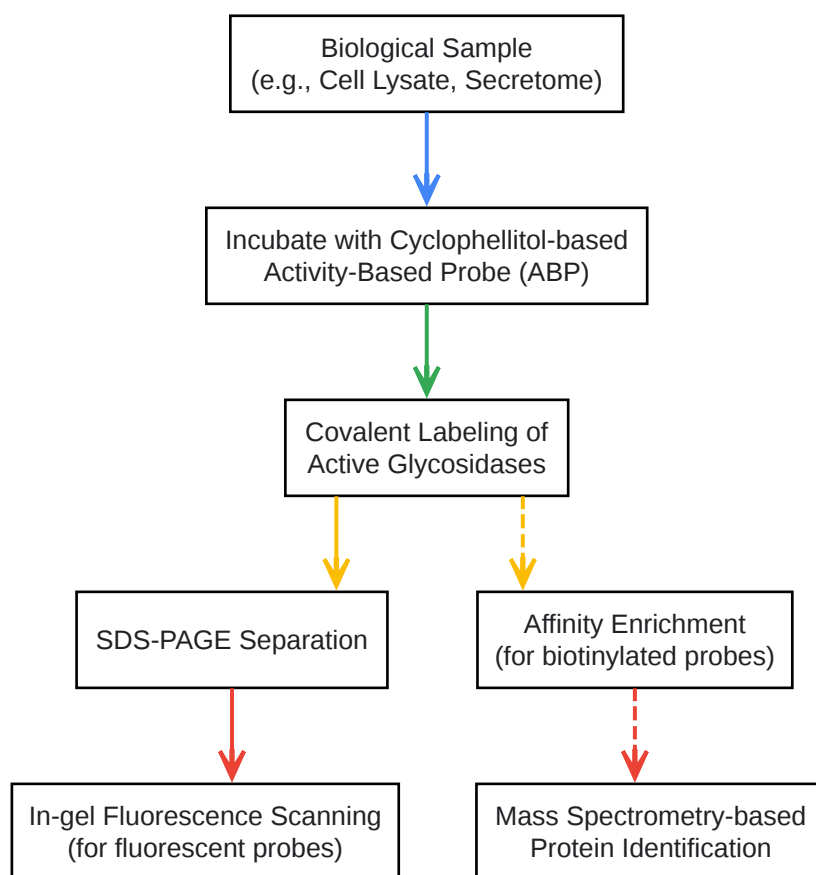 Biological Sample
(e.g., Cell Lysate, Secretome)
Incubate with Cyclophellitol-based
Activity-Based Probe (ABP)
Covalent Labeling of
Active Glycosidases
SDS-PAGE Separation
Affinity Enrichment
(for biotinylated probes)
In-gel Fluorescence Scanning
(for fluorescent probes)
Mass Spectrometry-based
Protein Identification